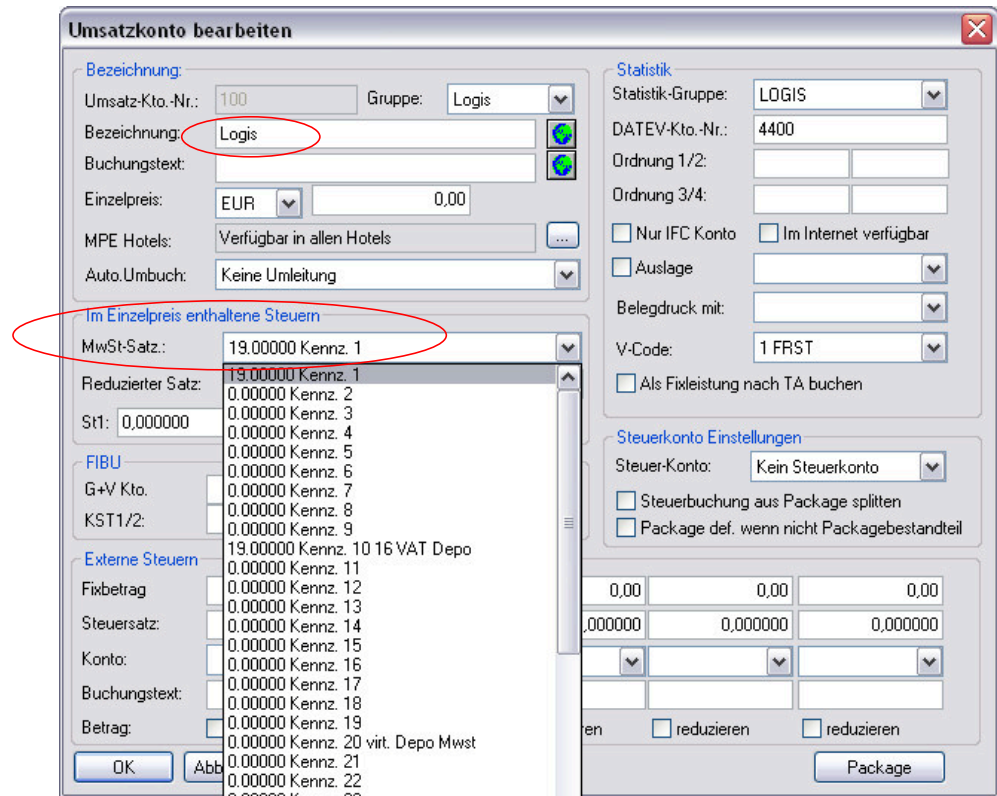 Umsatzkonto bearbeiten
Bezeichnung:
Umsatz-Kto.-Nr.: 100 Gruppe: Logis
Bezeichnung: Logis
Buchungstext:
Einzelpreis: EUR 0,00
MPE Hotels: Verfügbar in allen Hotels ...
Auto.Umbuch: Keine Umleitung
Statistik
Statistik-Gruppe: LOGIS
DATEV-Kto.-Nr.: 4400
Ordnung 1/2:
Ordnung 3/4:
Nur IFC Konto Im Internet verfügbar
Auslage
Belegdruck mit:
V-Code: 1 FRST
Als Fixleistung nach TA buchen
Im Einzelpreis enthaltene Steuern
MwSt-Satz.: 19.00000 Kennz. 1
Reduzierter Satz:
St1: 0,000000
19.00000 Kennz. 1
0.00000 Kennz. 2
0.00000 Kennz. 3
0.00000 Kennz. 4
0.00000 Kennz. 5
0.00000 Kennz. 6
0.00000 Kennz. 7
0.00000 Kennz. 8
0.00000 Kennz. 9
19.00000 Kennz. 10 16 VAT Depo
0.00000 Kennz. 11
0.00000 Kennz. 12
0.00000 Kennz. 13
0.00000 Kennz. 14
0.00000 Kennz. 15
0.00000 Kennz. 16
0.00000 Kennz. 17
0.00000 Kennz. 18
0.00000 Kennz. 19
0.00000 Kennz. 20 virt. Depo Mwst
0.00000 Kennz. 21
0.00000 Kennz. 22
Steuerkonto Einstellungen
Steuer-Konto: Kein Steuerkonto
Steuerbuchung aus Package splitten
Package def. wenn nicht Packagebestandteil
FIBU
G+V Kto.
KST1/2:
Externe Steuern
Fixbetrag 0,00 0,00 0,00
Steuersatz: ,000000 0,000000 0,000000
Konto:
Buchungstext:
Betrag: ren reduzieren reduzieren
OK Abb Package